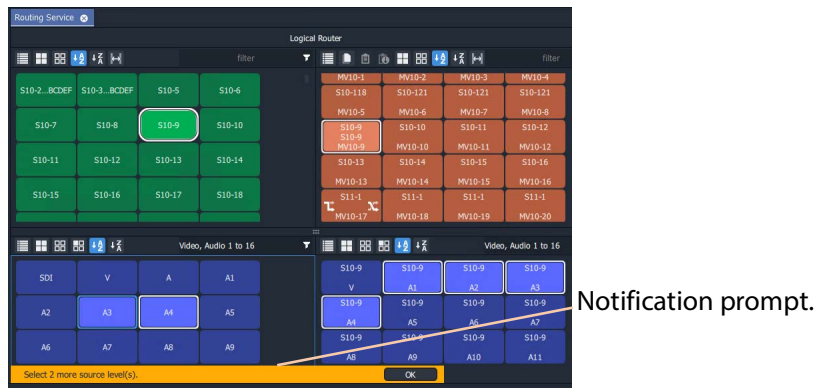 Routing Service
Logical Router
filter
filter
S10-2...BCDEF S10-3...BCDEF S10-5 S10-6
S10-7 S10-8 S10-9 S10-10
S10-11 S10-12 S10-13 S10-14
S10-15 S10-16 S10-17 S10-18
MV10-1 MV10-2 MV10-3 MV10-4
S10-118 S10-121 S10-121 S10-121
MV10-5 MV10-6 MV10-7 MV10-8
S10-9 S10-10 S10-11 S10-12
S10-9
MV10-9 MV10-10 MV10-11 MV10-12
S10-13 S10-14 S10-15 S10-16
MV10-13 MV10-14 MV10-15 MV10-16
S11-1 S11-1 S11-1 S11-1
MV10-17 MV10-18 MV10-19 MV10-20
Video, Audio 1 to 16
Video, Audio 1 to 16
SDI V A A1
A2 A3 A4 A5
A6 A7 A8 A9
S10-9 S10-9 S10-9 S10-9
V A1 A2 A3
S10-9 S10-9 S10-9 S10-9
A4 A5 A6 A7
S10-9 S10-9 S10-9 S10-9
A8 A9 A10 A11
Select 2 more source level(s).
OK
Notification prompt.